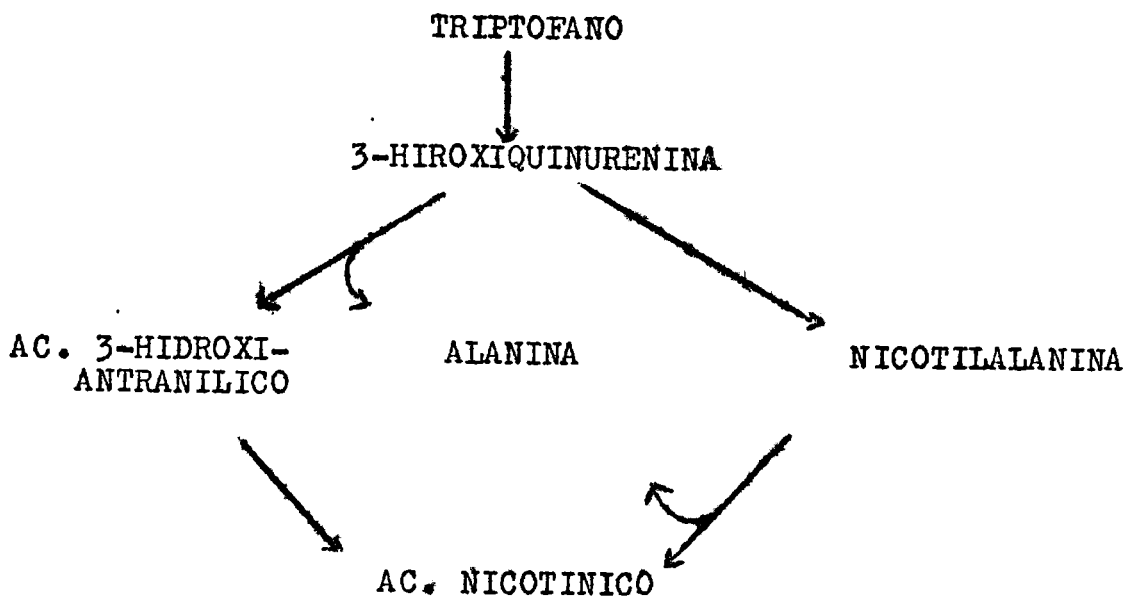 TRIPTOFANO
3-HIROXIQUINURENINA
AC. 3-HIDROXI-
ANTRANILICO
ALANINA
NICOTILALANINA
AC. NICOTINICO